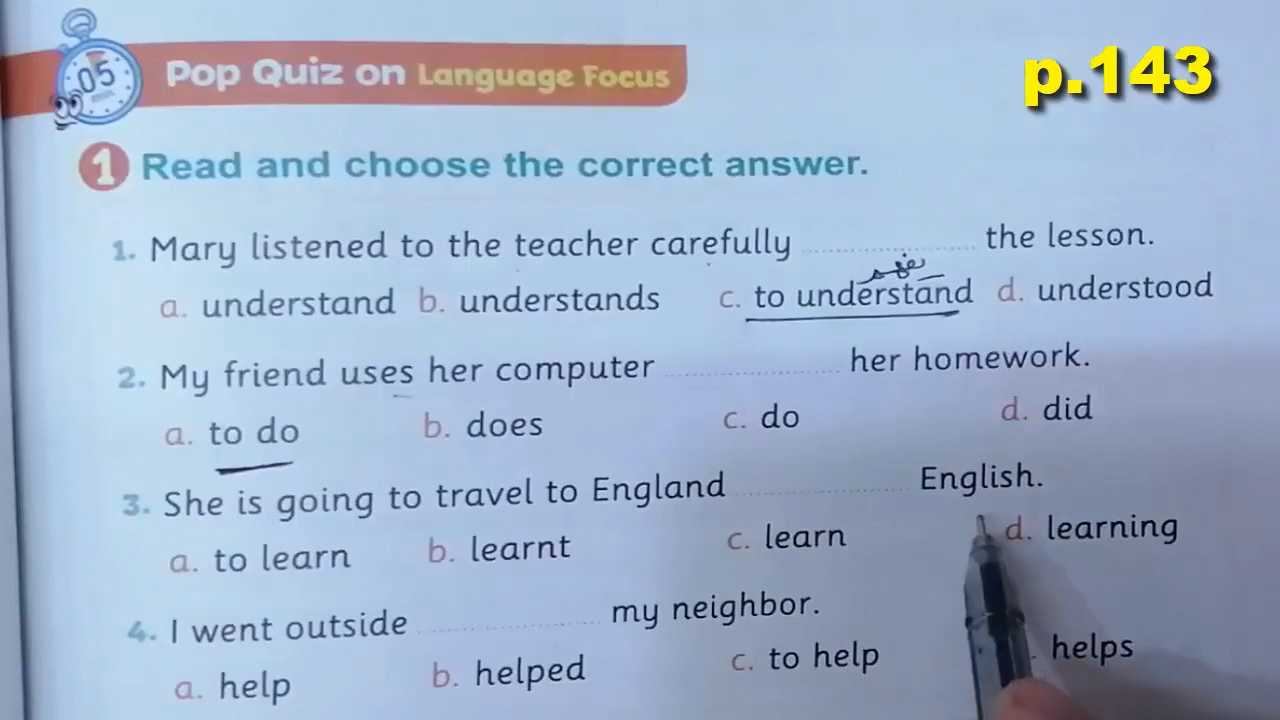 05
Pop Quiz on Language Focus
p.143
1 Read and choose the correct answer.
1. Mary listened to the teacher carefully .................... the lesson.
a. understand b. understands c. to understand d. understood
2. My friend uses her computer .................... her homework.
a. to do b. does c. do d. did
3. She is going to travel to England .................... English.
a. to learn b. learnt c. learn d. learning
4. I went outside .................... my neighbor.
a. help b. helped c. to help helps